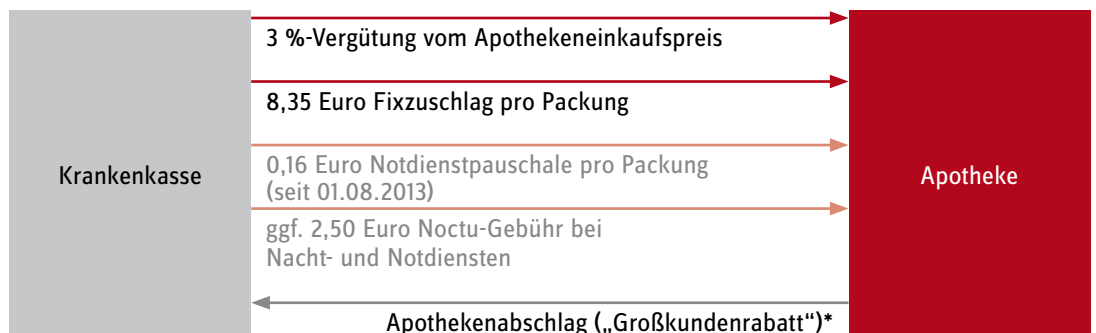 3 %-Vergütung vom Apothekeneinkaufspreis
8,35 Euro Fixzuschlag pro Packung
Krankenkasse
0,16 Euro Notdienstpauschale pro Packung
(seit 01.08.2013)
Apotheke
ggf. 2,50 Euro Noctu-Gebühr bei
Nacht- und Notdiensten
Apothekenabschlag („Großkundenrabatt“)*